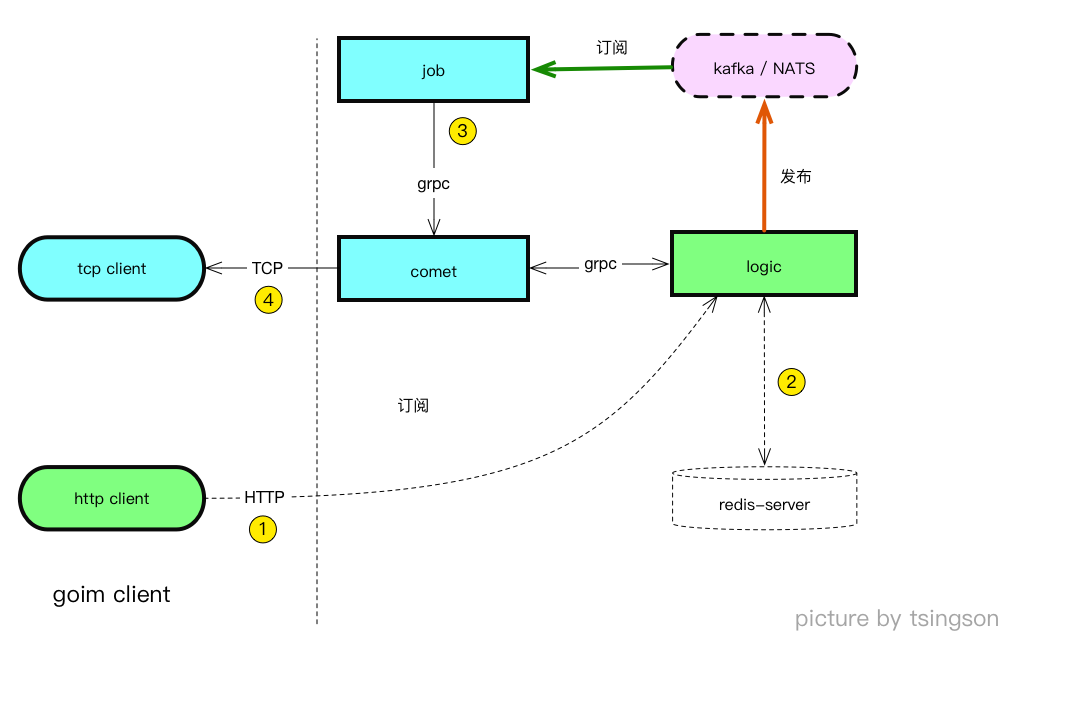 订阅
job
kafka / NATS
3
发布
grpc
tcp client
TCP
comet
grpc
logic
4
2
订阅
http client
HTTP
redis-server
1
goim client
picture by tsingson